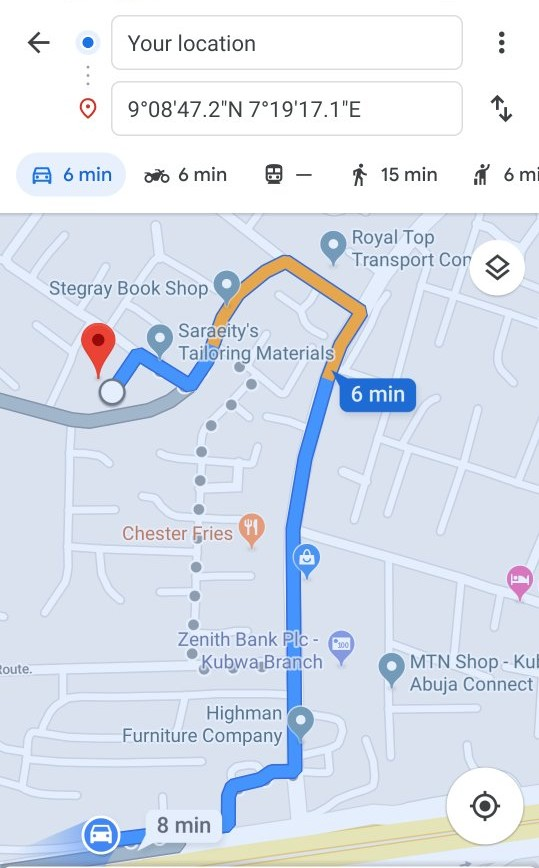 Your location
9°08'47.2"N 7°19'17.1"E
6 min
6 min
—
15 min
6 mi
Royal Top
Transport Con
Stegray Book Shop
Saraeity's
Tailoring Materials
6 min
Chester Fries
Zenith Bank Plc -
Kubwa Branch
100
MTN Shop - Kub
Abuja Connect
Route.
Highman
Furniture Company
8 min